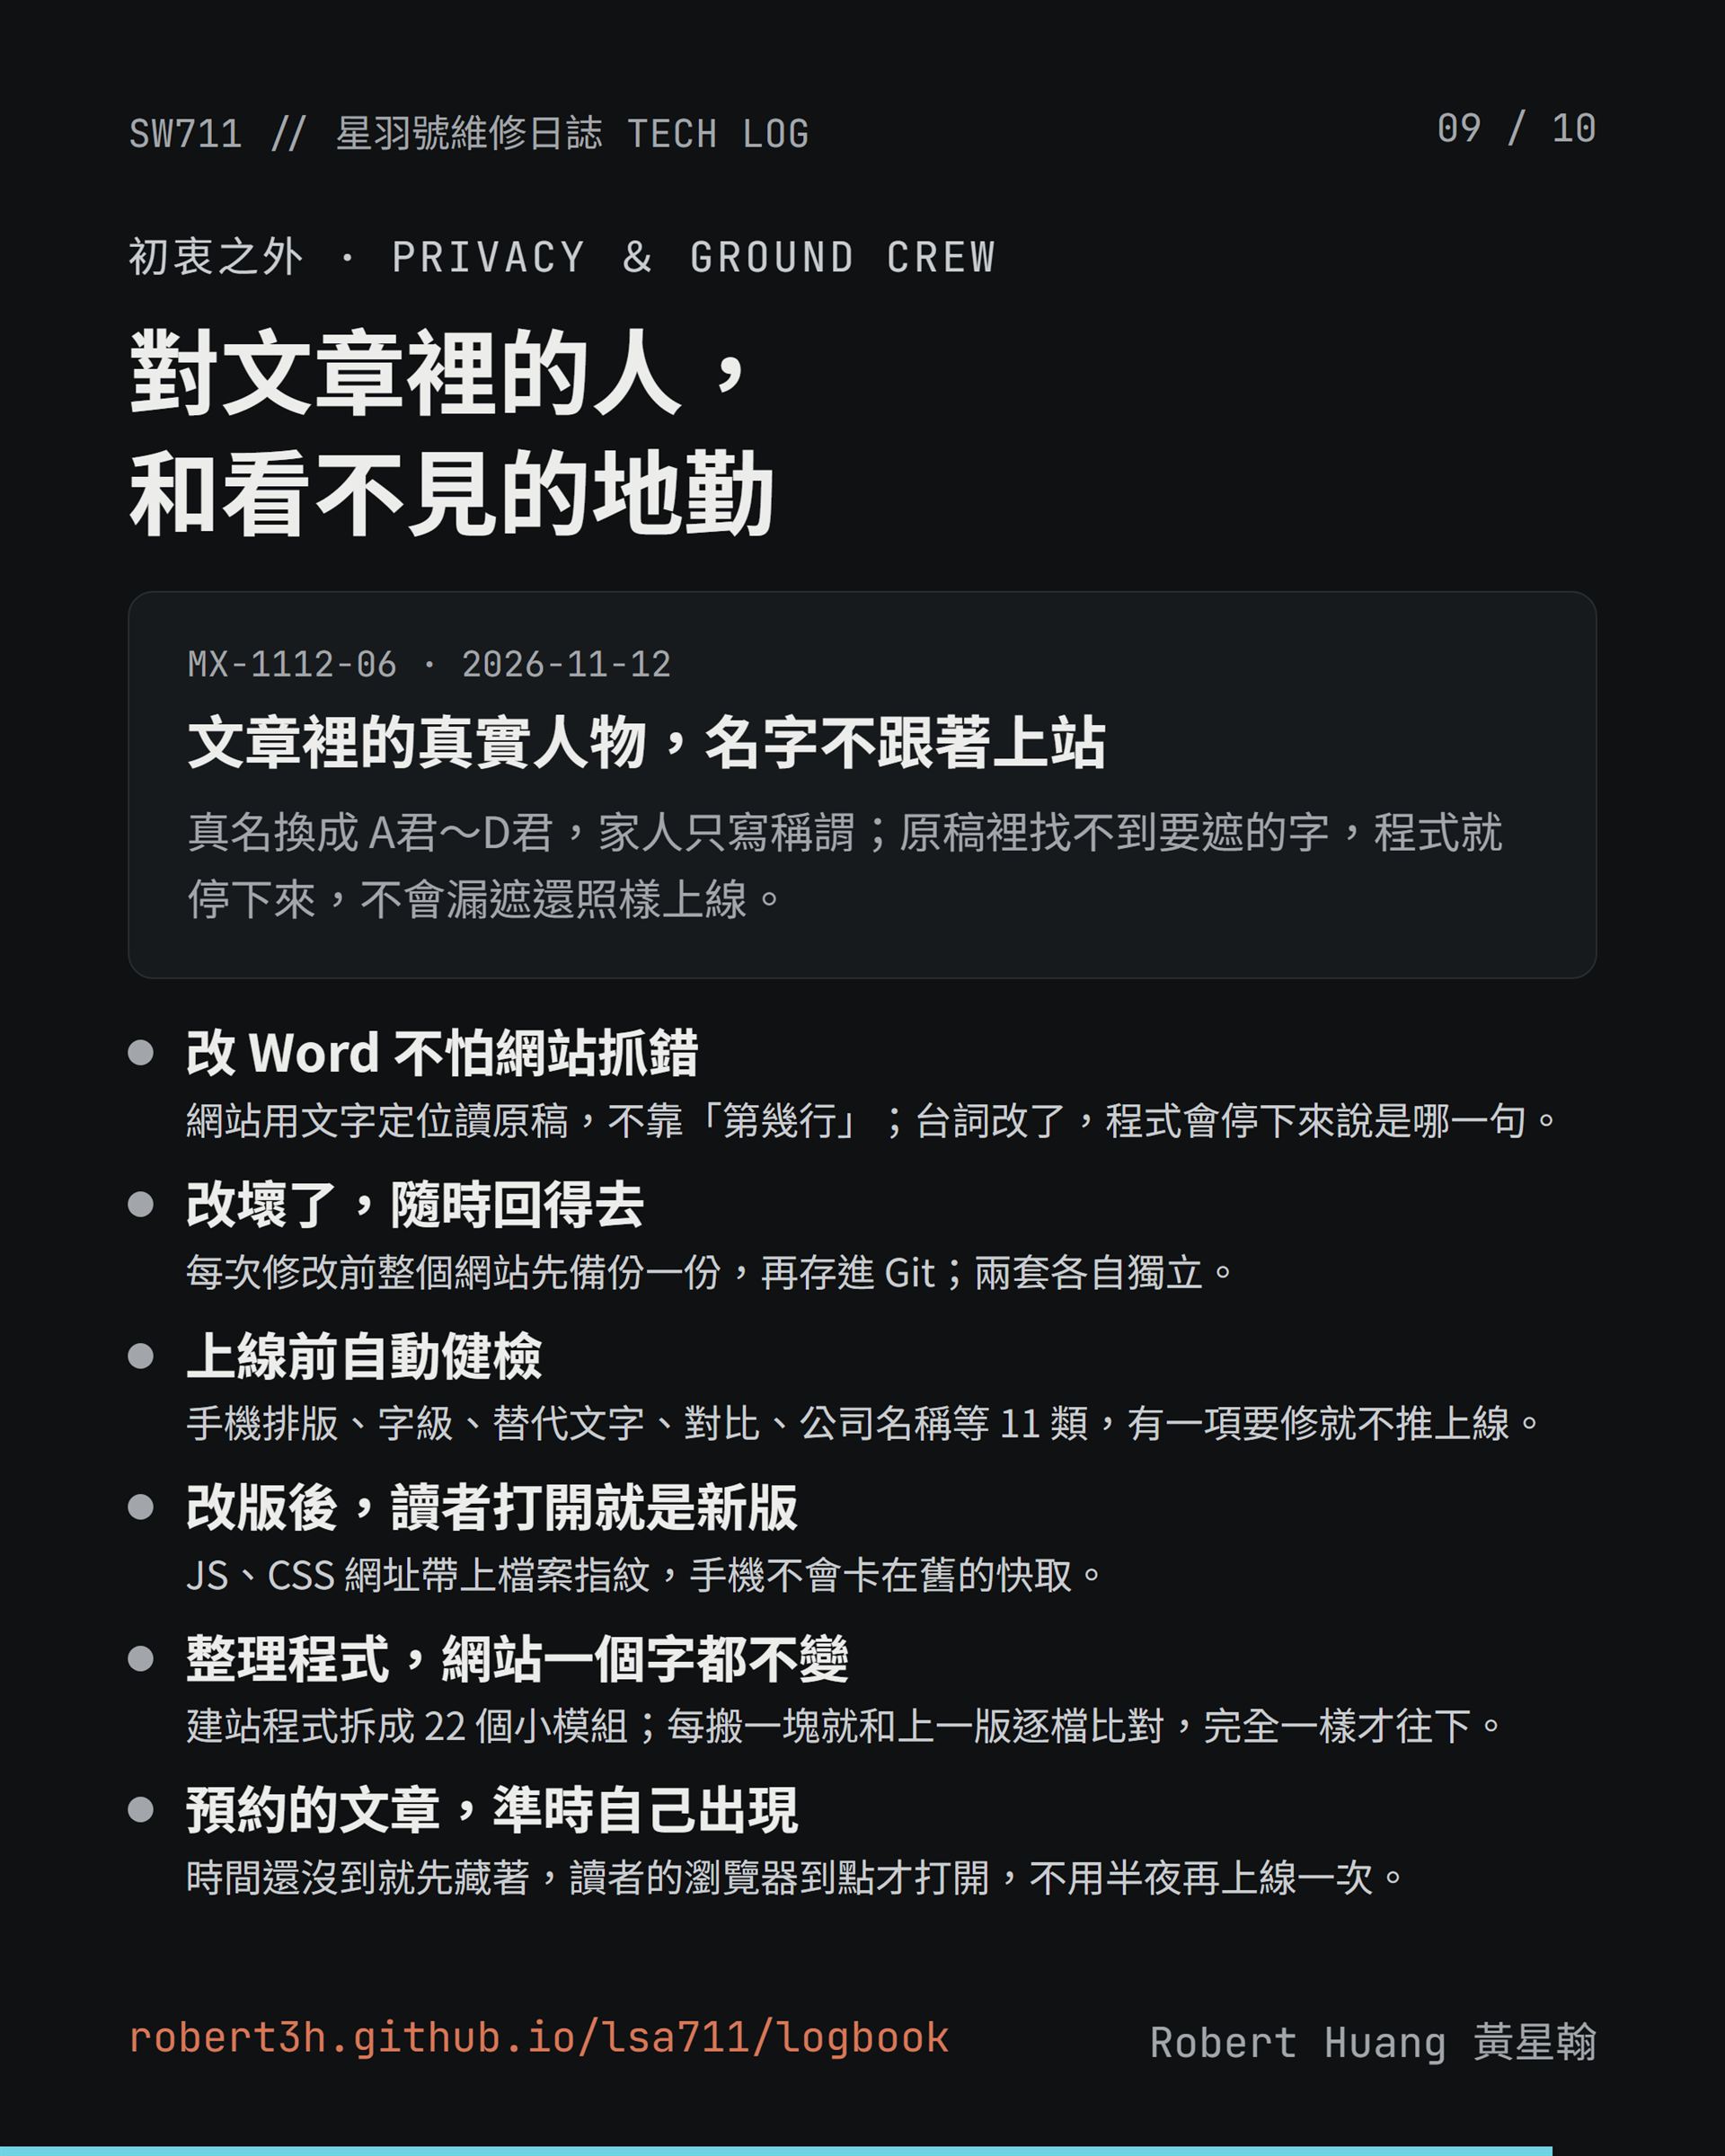 SW711 // 星羽號維修日誌 TECH LOG
09 / 10
初衷之外 · PRIVACY & GROUND CREW
對文章裡的人，
和看不見的地勤
MX-1112-06 · 2026-11-12
文章裡的真實人物，名字不跟著上站
真名換成 A君～D君，家人只寫稱謂；原稿裡找不到要遮的字，程式就
停下來，不會漏遮還照樣上線。
改 Word 不怕網站抓錯
網站用文字定位讀原稿，不靠「第幾行」；台詞改了，程式會停下來說是哪一句。
改壞了，隨時回得去
每次修改前整個網站先備份一份，再存進 Git；兩套各自獨立。
上線前自動健檢
手機排版、字級、替代文字、對比、公司名稱等 11 類，有一項要修就不推上線。
改版後，讀者打開就是新版
JS、CSS 網址帶上檔案指紋，手機不會卡在舊的快取。
整理程式，網站一個字都不變
建站程式拆成 22 個小模組；每搬一塊就和上一版逐檔比對，完全一樣才往下。
預約的文章，準時自己出現
時間還沒到就先藏著，讀者的瀏覽器到點才打開，不用半夜再上線一次。
robert3h.github.io/lsa711/logbook
Robert Huang 黃星翰